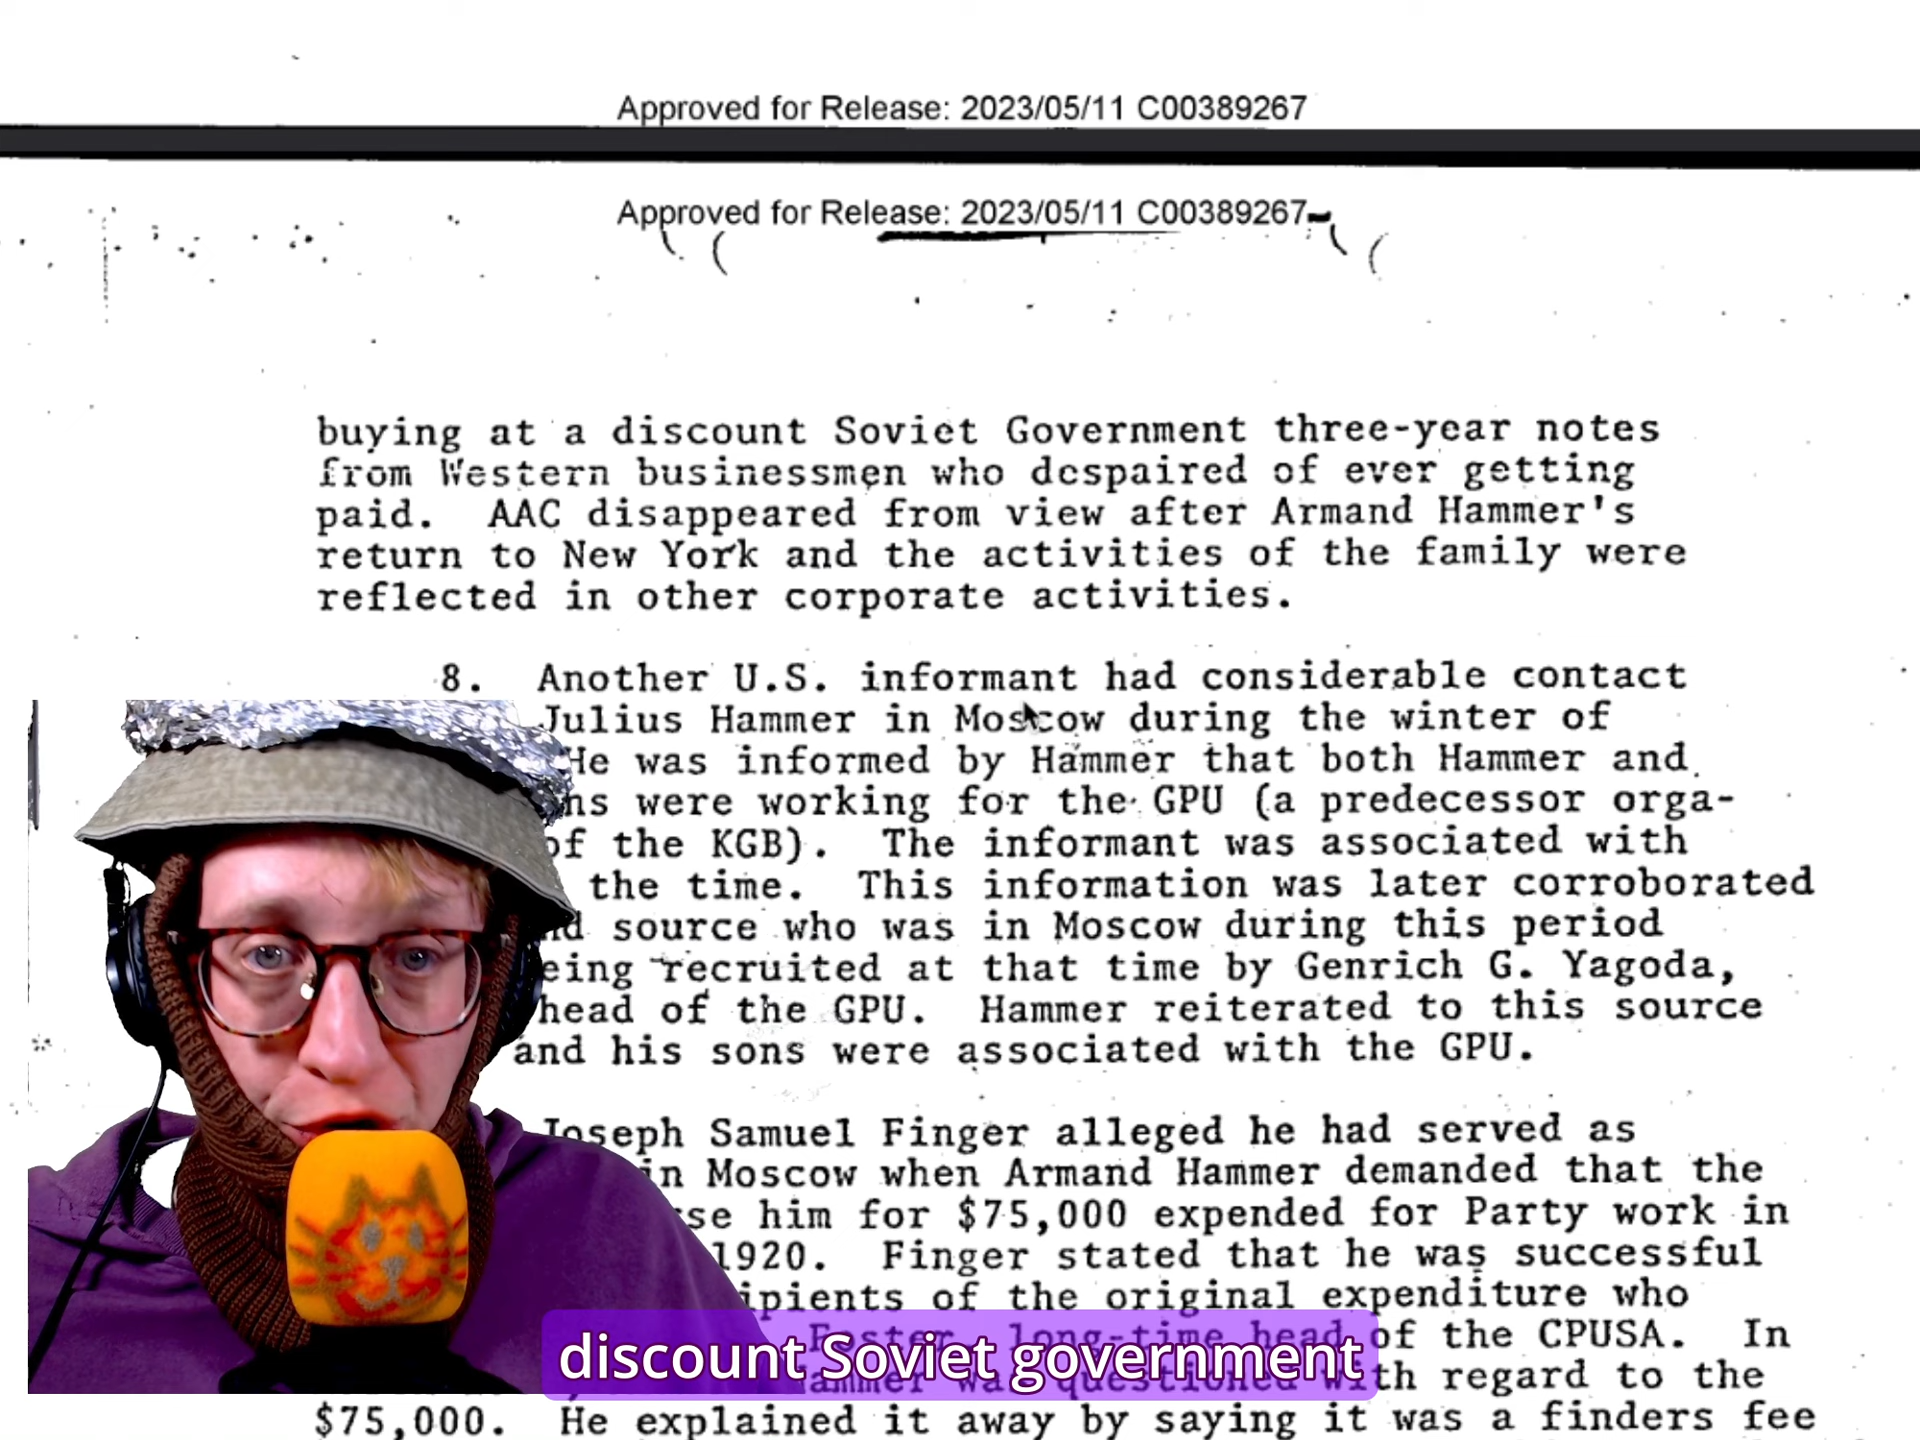 Approved for Release: 2023/05/11 C00389267
Approved for Release: 2023/05/11 C00389267
buying at a discount Soviet Government three-year notes
from Western businessmen who despaired of ever getting
paid. AAC disappeared from view after Armand Hammer's
return to New York and the activities of the family were
reflected in other corporate activities.
8. Another U.S. informant had considerable contact
Julius Hammer in Moscow during the winter of
He was informed by Hammer that both Hammer and
were working for the GPU (a predecessor orga-
of the KGB). The informant was associated with
the time. This information was later corroborated
source who was in Moscow during this period
recruited at that time by Genrich G. Yagoda,
head of the GPU. Hammer reiterated to this source
and his sons were associated with the GPU.
Joseph Samuel Finger alleged he had served as
in Moscow when Armand Hammer demanded that the
him for $75,000 expended for Party work in
1920. Finger stated that he was successful
of the original expenditure who
Foster, long-time head of the CPUSA. In
Hammer was questioned with regard to the
$75,000. He explained it away by saying it was a finders fee
discount Soviet government